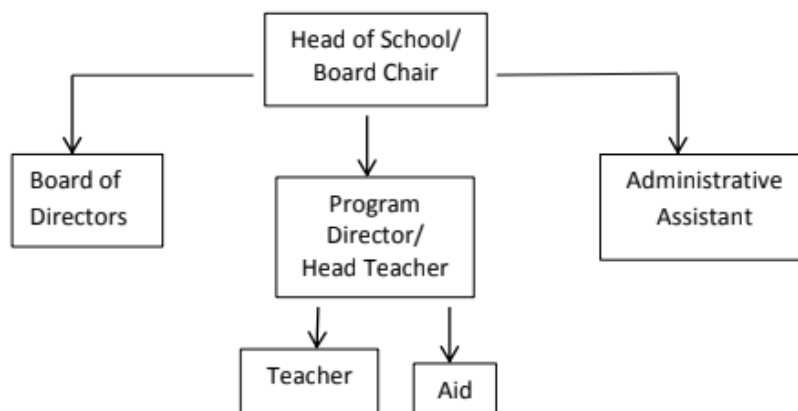 Head of School/
Board Chair
Board of
Directors
Program
Director/
Head Teacher
Administrative
Assistant
Teacher
Aid